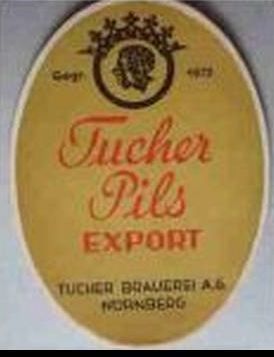 Gegr. 1672
Tucher
Pils
EXPORT
TUCHER BRAUEREI A.G.
NÜRNBERG